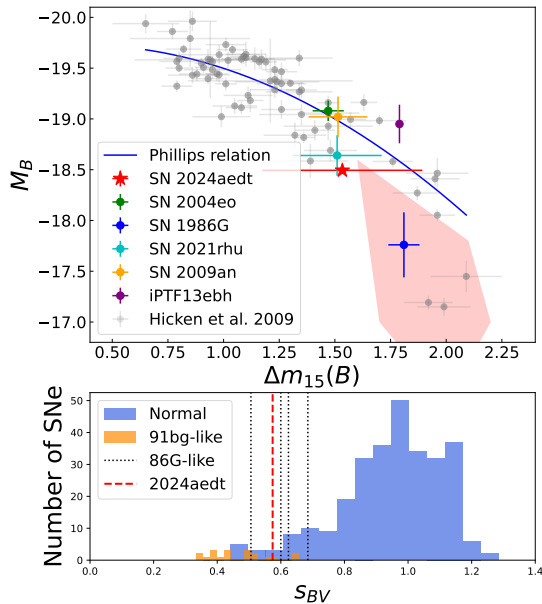 −20.0
−19.5
−19.0
−18.5
−18.0
−17.5
−17.0
M_B
Phillips relation
SN 2024aedt
SN 2004eo
SN 1986G
SN 2021rhu
SN 2009an
iPTF13ebh
Hicken et al. 2009
0.50 0.75 1.00 1.25 1.50 1.75 2.00 2.25
Δm₁₅(B)
50
40
30
20
10
0
Number of SNe
Normal
91bg-like
86G-like
2024aedt
0.0 0.2 0.4 0.6 0.8 1.0 1.2 1.4
s_BV